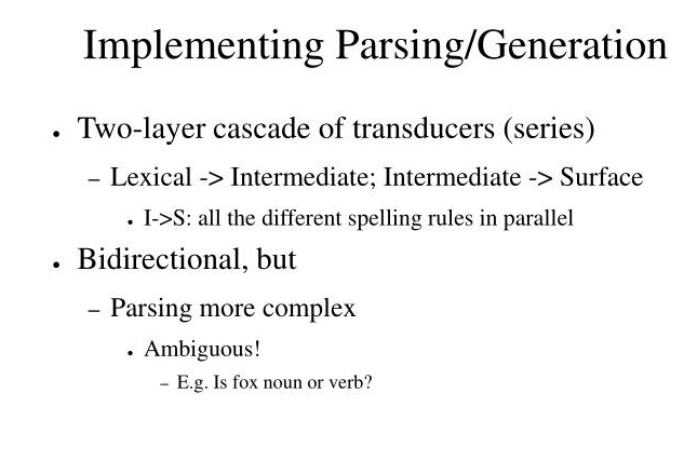 Implementing Parsing/Generation
• Two-layer cascade of transducers (series)
– Lexical -> Intermediate; Intermediate -> Surface
• I->S: all the different spelling rules in parallel
• Bidirectional, but
– Parsing more complex
• Ambiguous!
– E.g. Is fox noun or verb?